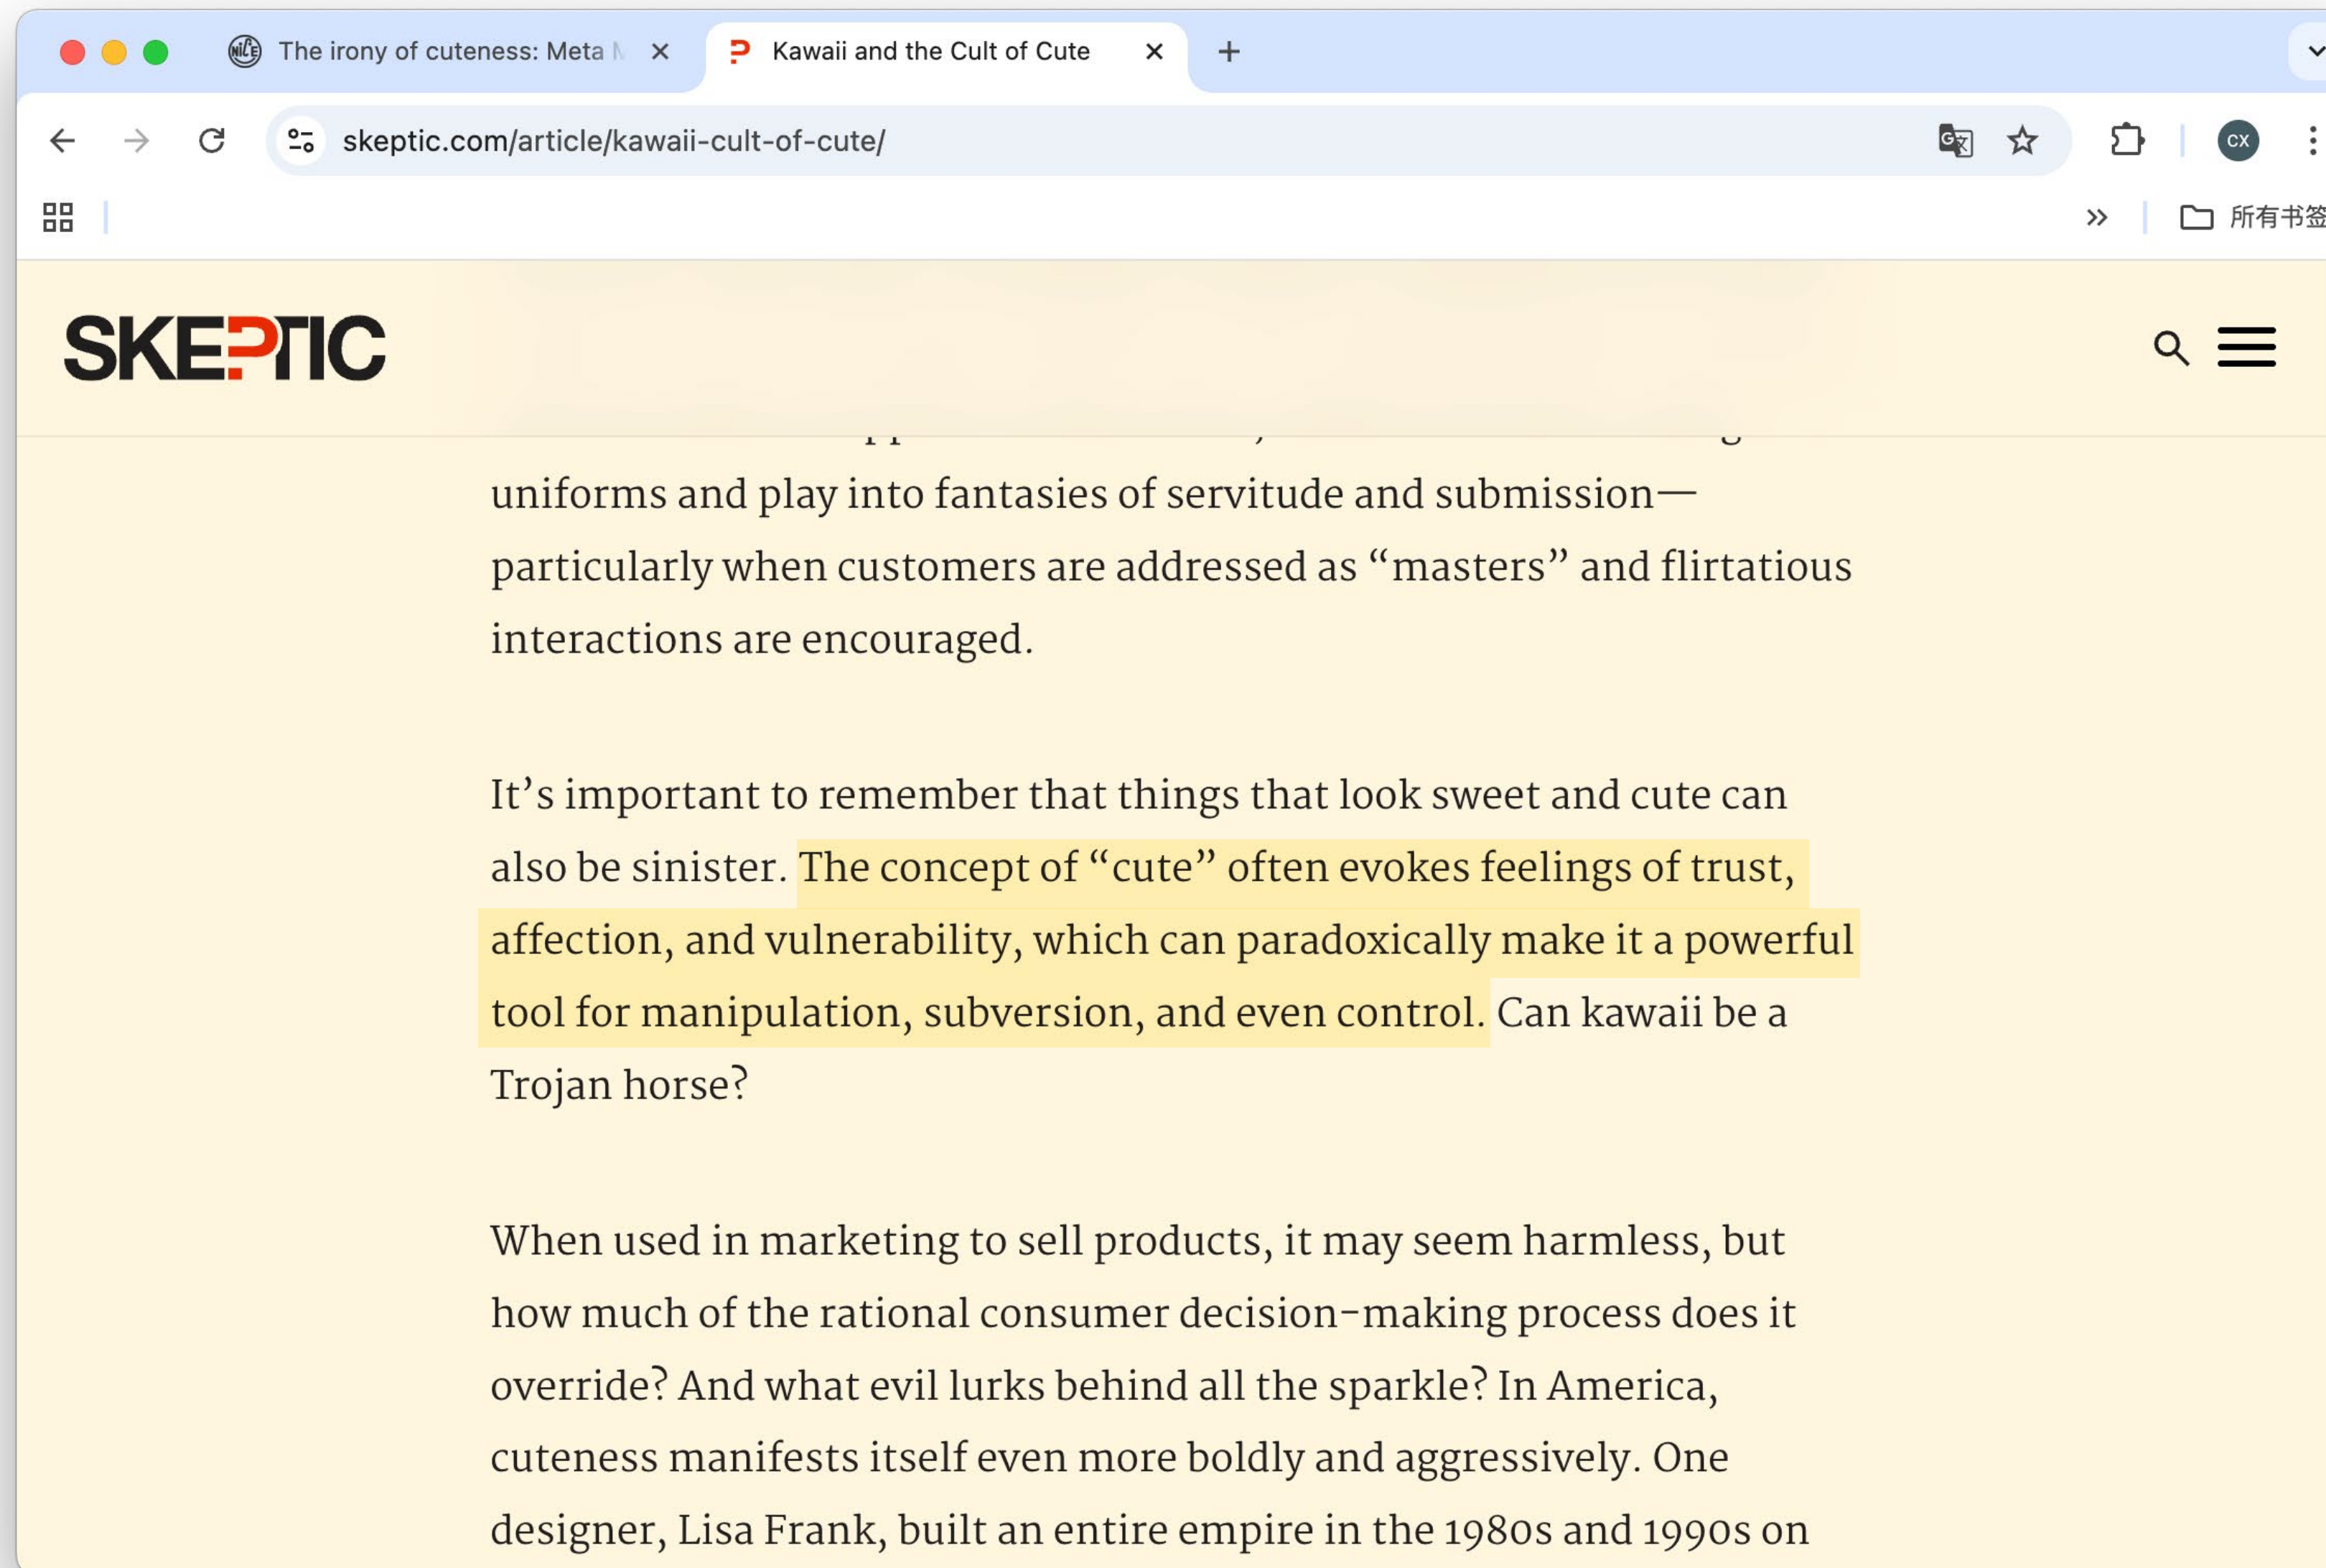 The irony of cuteness: Meta
Kawaii and the Cult of Cute
skeptic.com/article/kawaii-cult-of-cute/
CX
所有书签
SKEPTIC
uniforms and play into fantasies of servitude and submission—
particularly when customers are addressed as “masters” and flirtatious
interactions are encouraged.
It’s important to remember that things that look sweet and cute can
also be sinister. The concept of “cute” often evokes feelings of trust,
affection, and vulnerability, which can paradoxically make it a powerful
tool for manipulation, subversion, and even control. Can kawaii be a
Trojan horse?
When used in marketing to sell products, it may seem harmless, but
how much of the rational consumer decision-making process does it
override? And what evil lurks behind all the sparkle? In America,
cuteness manifests itself even more boldly and aggressively. One
designer, Lisa Frank, built an entire empire in the 1980s and 1990s on